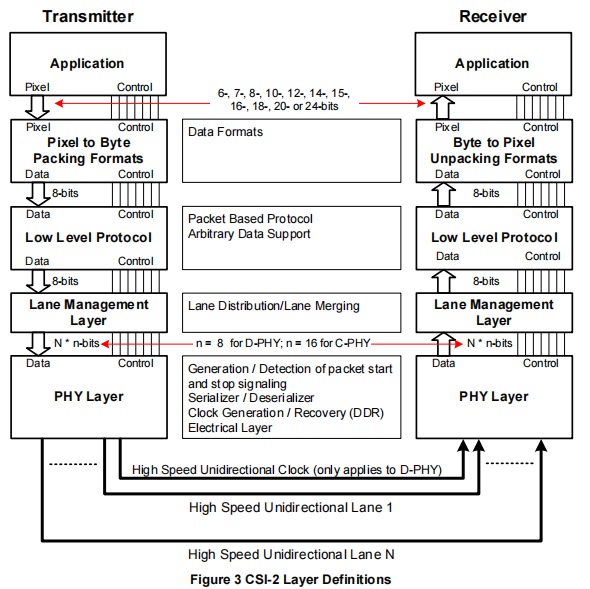 Transmitter
Receiver
Application
Application
Pixel
Control
6-, 7-, 8-, 10-, 12-, 14-, 15-,
16-, 18-, 20- or 24-bits
Pixel
Control
Pixel
Control
Pixel to Byte
Packing Formats
Data
Control
Data Formats
Pixel
Control
Byte to Pixel
Unpacking Formats
Data
Control
8-bits
8-bits
Data
Control
Low Level Protocol
Data
Control
Packet Based Protocol
Arbitrary Data Support
Data
Control
Low Level Protocol
Data
Control
8-bits
8-bits
Lane Management
Layer
Lane Distribution/Lane Merging
Lane Management
Layer
N * n-bits
n = 8 for D-PHY; n = 16 for C-PHY
N * n-bits
Data
Control
PHY Layer
Generation / Detection of packet start
and stop signaling
Serializer / Deserializer
Clock Generation / Recovery (DDR)
Electrical Layer
Data
Control
PHY Layer
High Speed Unidirectional Clock (only applies to D-PHY)
High Speed Unidirectional Lane 1
High Speed Unidirectional Lane N
Figure 3 CSI-2 Layer Definitions